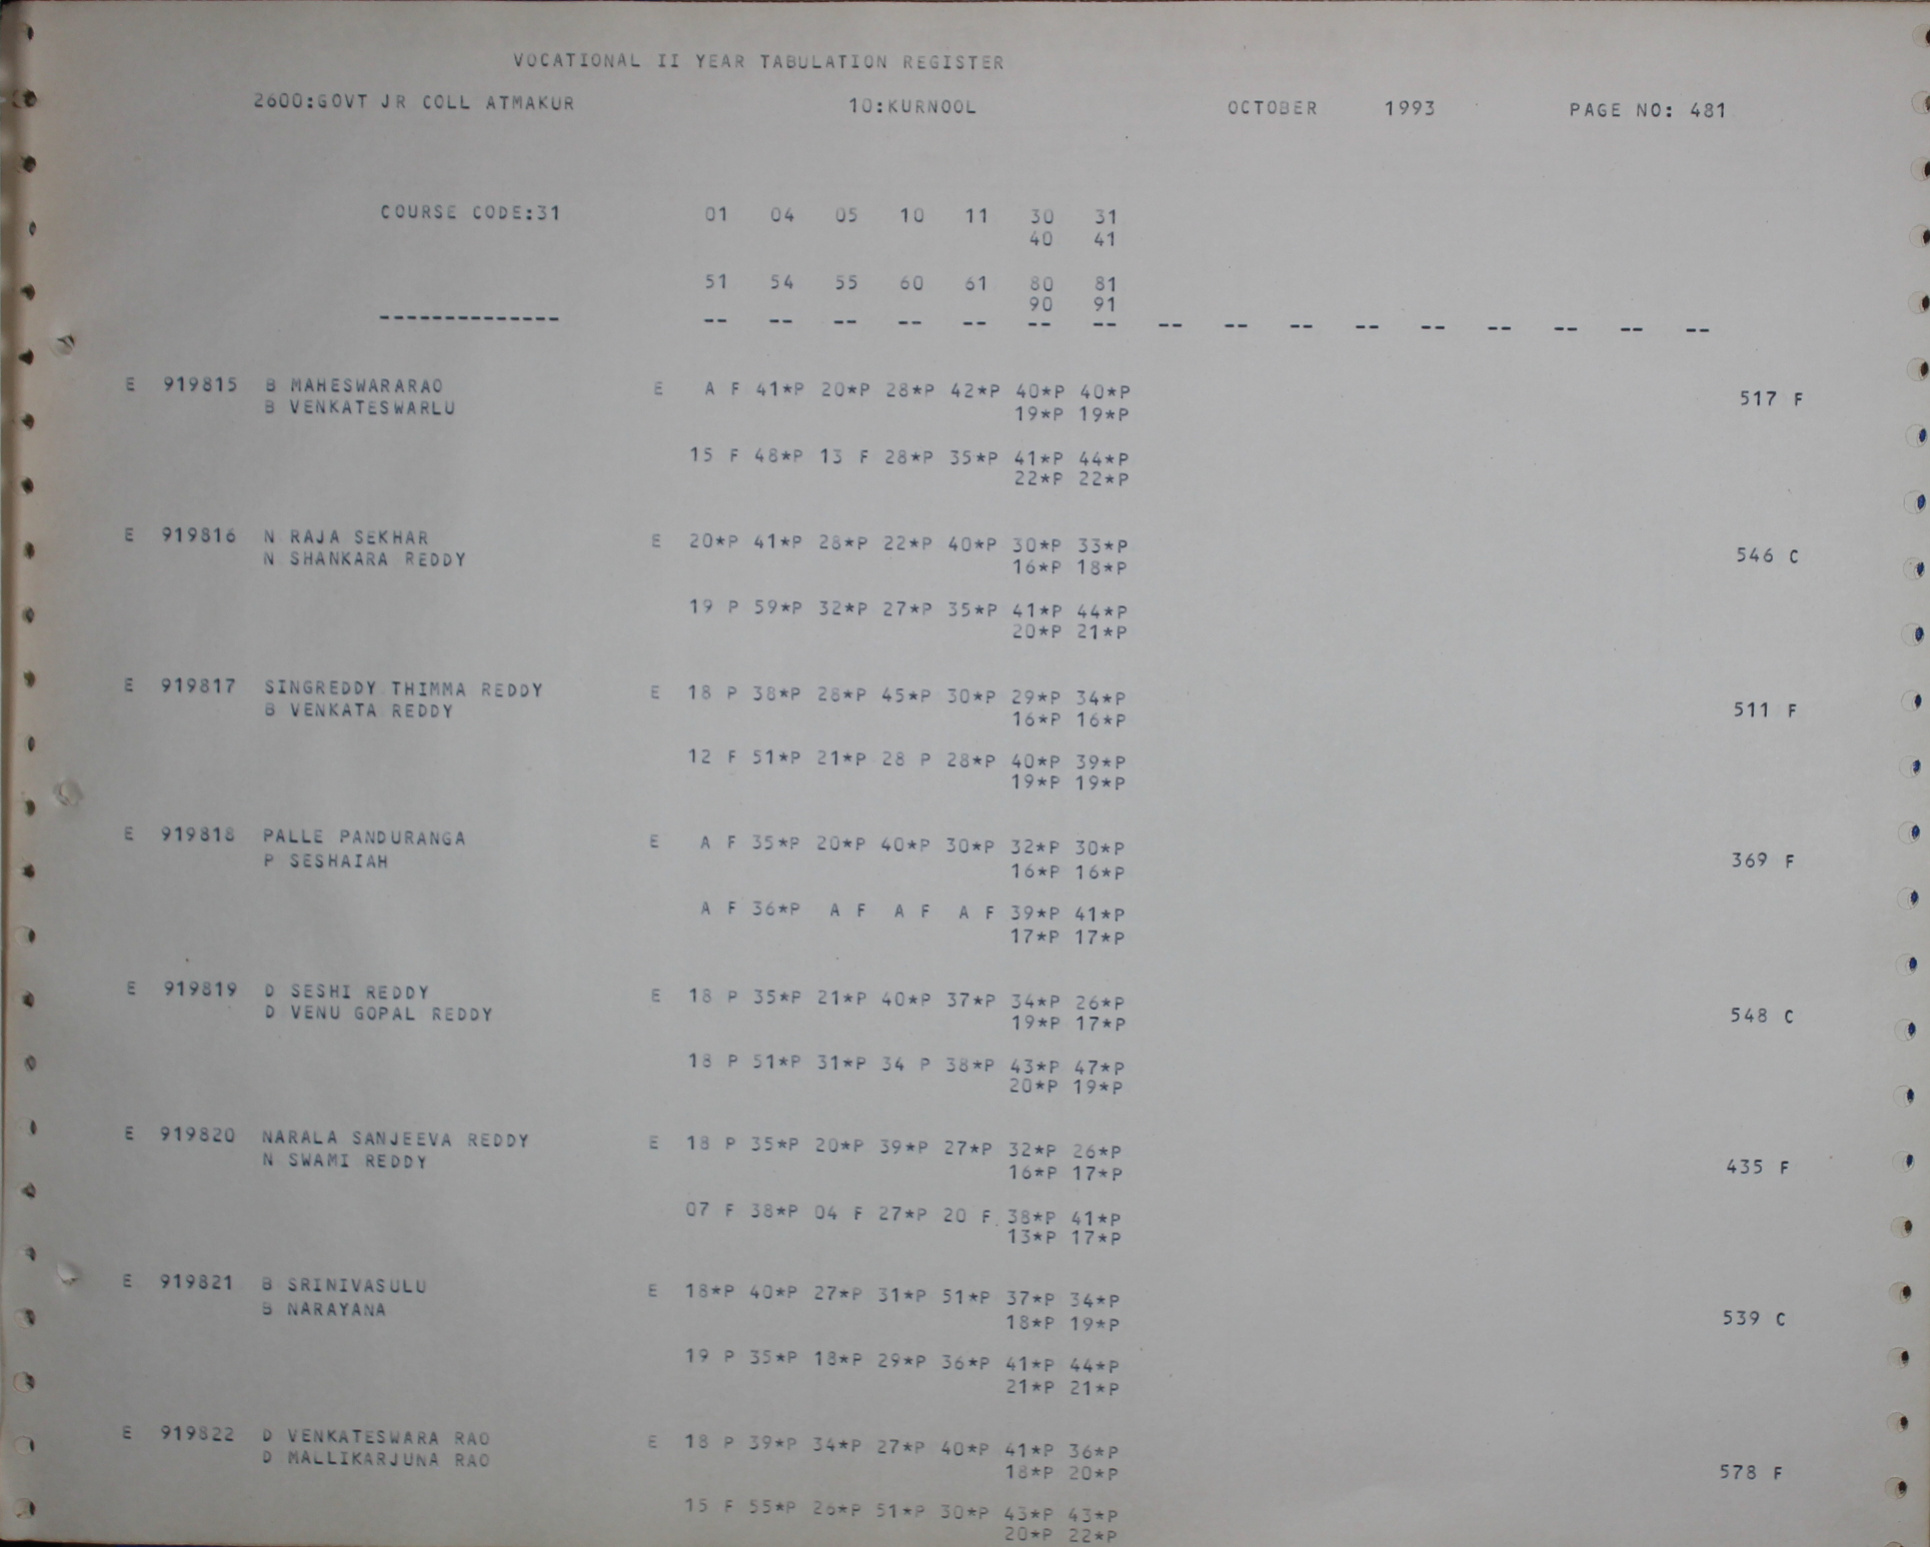 VOCATIONAL II YEAR TABULATION REGISTER
2600:GOVT JR COLL ATMAKUR 10:KURNOOL OCTOBER 1993 PAGE NO: 481
COURSE CODE:31 01 04 05 10 11 30 31
40 41
51 54 55 60 61 80 81
90 91
-------------- -- -- -- -- -- -- -- -- -- -- -- -- -- -- -- --
E 919815 B MAHESWARARAO E A F 41*P 20*P 28*P 42*P 40*P 40*P 517 F
B VENKATESWARLU 19*P 19*P
15 F 48*P 13 F 28*P 35*P 41*P 44*P
22*P 22*P
E 919816 N RAJA SEKHAR E 20*P 41*P 28*P 22*P 40*P 30*P 33*P 546 C
N SHANKARA REDDY 16*P 18*P
19 P 59*P 32*P 27*P 35*P 41*P 44*P
20*P 21*P
E 919817 SINGREDDY THIMMA REDDY E 18 P 38*P 28*P 45*P 30*P 29*P 34*P 511 F
B VENKATA REDDY 16*P 16*P
12 F 51*P 21*P 28 P 28*P 40*P 39*P
19*P 19*P
E 919818 PALLE PANDURANGA E A F 35*P 20*P 40*P 30*P 32*P 30*P 369 F
P SESHAIAH 16*P 16*P
A F 36*P A F A F A F 39*P 41*P
17*P 17*P
E 919819 D SESHI REDDY E 18 P 35*P 21*P 40*P 37*P 34*P 26*P 548 C
D VENU GOPAL REDDY 19*P 17*P
18 P 51*P 31*P 34 P 38*P 43*P 47*P
20*P 19*P
E 919820 NARALA SANJEEVA REDDY E 18 P 35*P 20*P 39*P 27*P 32*P 26*P 435 F
N SWAMI REDDY 16*P 17*P
07 F 38*P 04 F 27*P 20 F 38*P 41*P
13*P 17*P
E 919821 B SRINIVASULU E 18*P 40*P 27*P 31*P 51*P 37*P 34*P 539 C
B NARAYANA 18*P 19*P
19 P 35*P 18*P 29*P 36*P 41*P 44*P
21*P 21*P
E 919822 D VENKATESWARA RAO E 18 P 39*P 34*P 27*P 40*P 41*P 36*P 578 F
D MALLIKARJUNA RAO 18*P 20*P
15 F 55*P 26*P 51*P 30*P 43*P 43*P
20*P 22*P